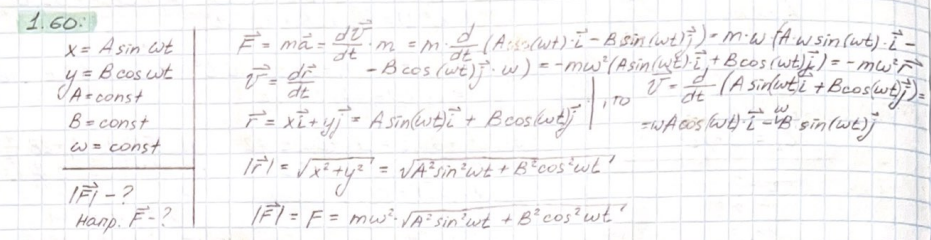 1.60:
x = A sin ωt
y = B cos ωt
A = const
B = const
ω = const
|F⃗| - ?
напр. F⃗ - ?
F⃗ = ma⃗ = dV⃗/dt · m = m · d/dt (A (ωt)·i⃗ - B sin(ωt)j⃗) = m·ω (A·ω sin(ωt)·i⃗ -
- B cos(ωt)j⃗·ω) = -mω²(A sin(ωt)·i⃗ + B cos(ωt)j⃗) = -mω²r⃗
V⃗ = dr⃗/dt
r⃗ = xi⃗ + yj⃗ = A sin(ωt)i⃗ + B cos(ωt)j⃗ | , то V⃗ = d/dt (A sin(ωt)i⃗ + B cos(ωt)j⃗) =
= ωA cos(ωt)·i⃗ - ωB sin(ωt)j⃗
|r⃗| = √(x² + y²) = √(A² sin² ωt + B² cos² ωt)
|F⃗| = F = mω²·√(A² sin² ωt + B² cos² ωt)